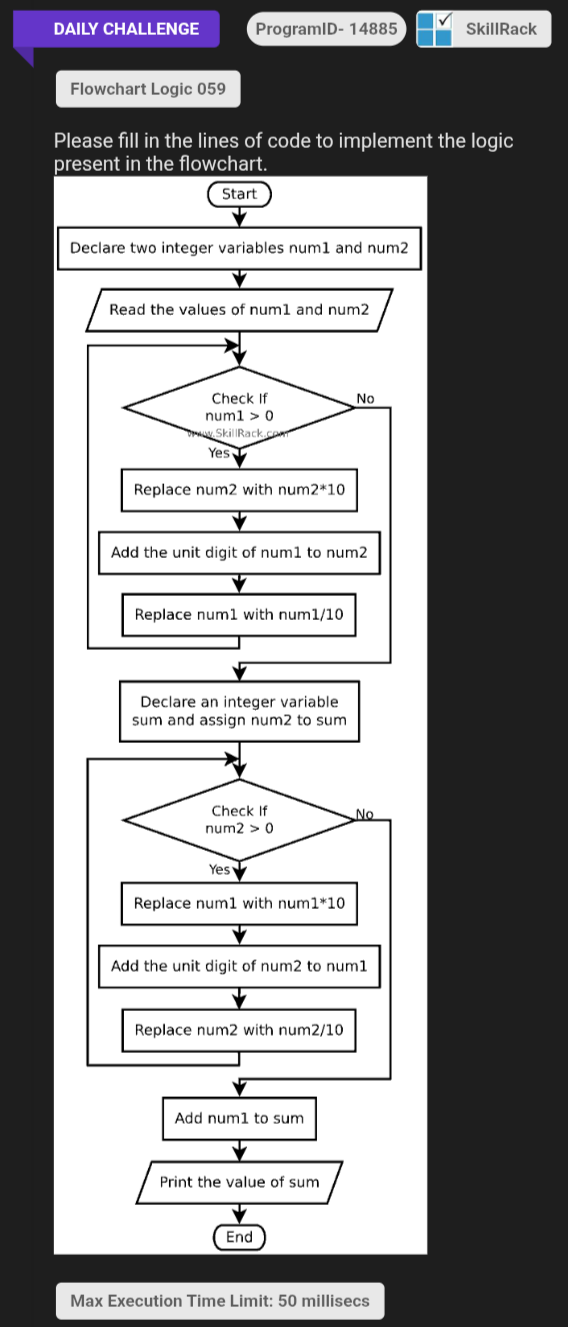 DAILY CHALLENGE
ProgramID- 14885
SkillRack
Flowchart Logic 059
Please fill in the lines of code to implement the logic
present in the flowchart.
Start
Declare two integer variables num1 and num2
Read the values of num1 and num2
Check If
num1 > 0
No
www.SkillRack.com
Yes
Replace num2 with num2*10
Add the unit digit of num1 to num2
Replace num1 with num1/10
Declare an integer variable
sum and assign num2 to sum
Check If
num2 > 0
No
Yes
Replace num1 with num1*10
Add the unit digit of num2 to num1
Replace num2 with num2/10
Add num1 to sum
Print the value of sum
End
Max Execution Time Limit: 50 millisecs